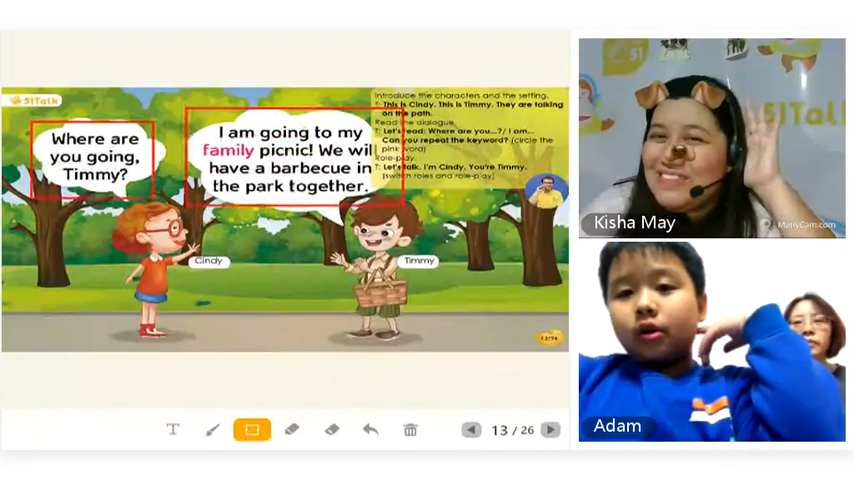 51Talk
Where are
you going,
Timmy?
I am going to my
family picnic! We will
have a barbecue in
the park together.
Introduce the characters and the setting.
T: This is Cindy. This is Timmy. They are talking
on the path.
Read the dialogue.
T: Let's read: Where are you...?/ I am...
Can you repeat the keyword? (circle the
pink word)
Role-play.
T: Let's talk. I'm Cindy, You're Timmy.
[switch roles and role-play]
Cindy
Timmy
13/26
T
13 / 26
51Talk
Kisha May
ManyCam.com
Adam